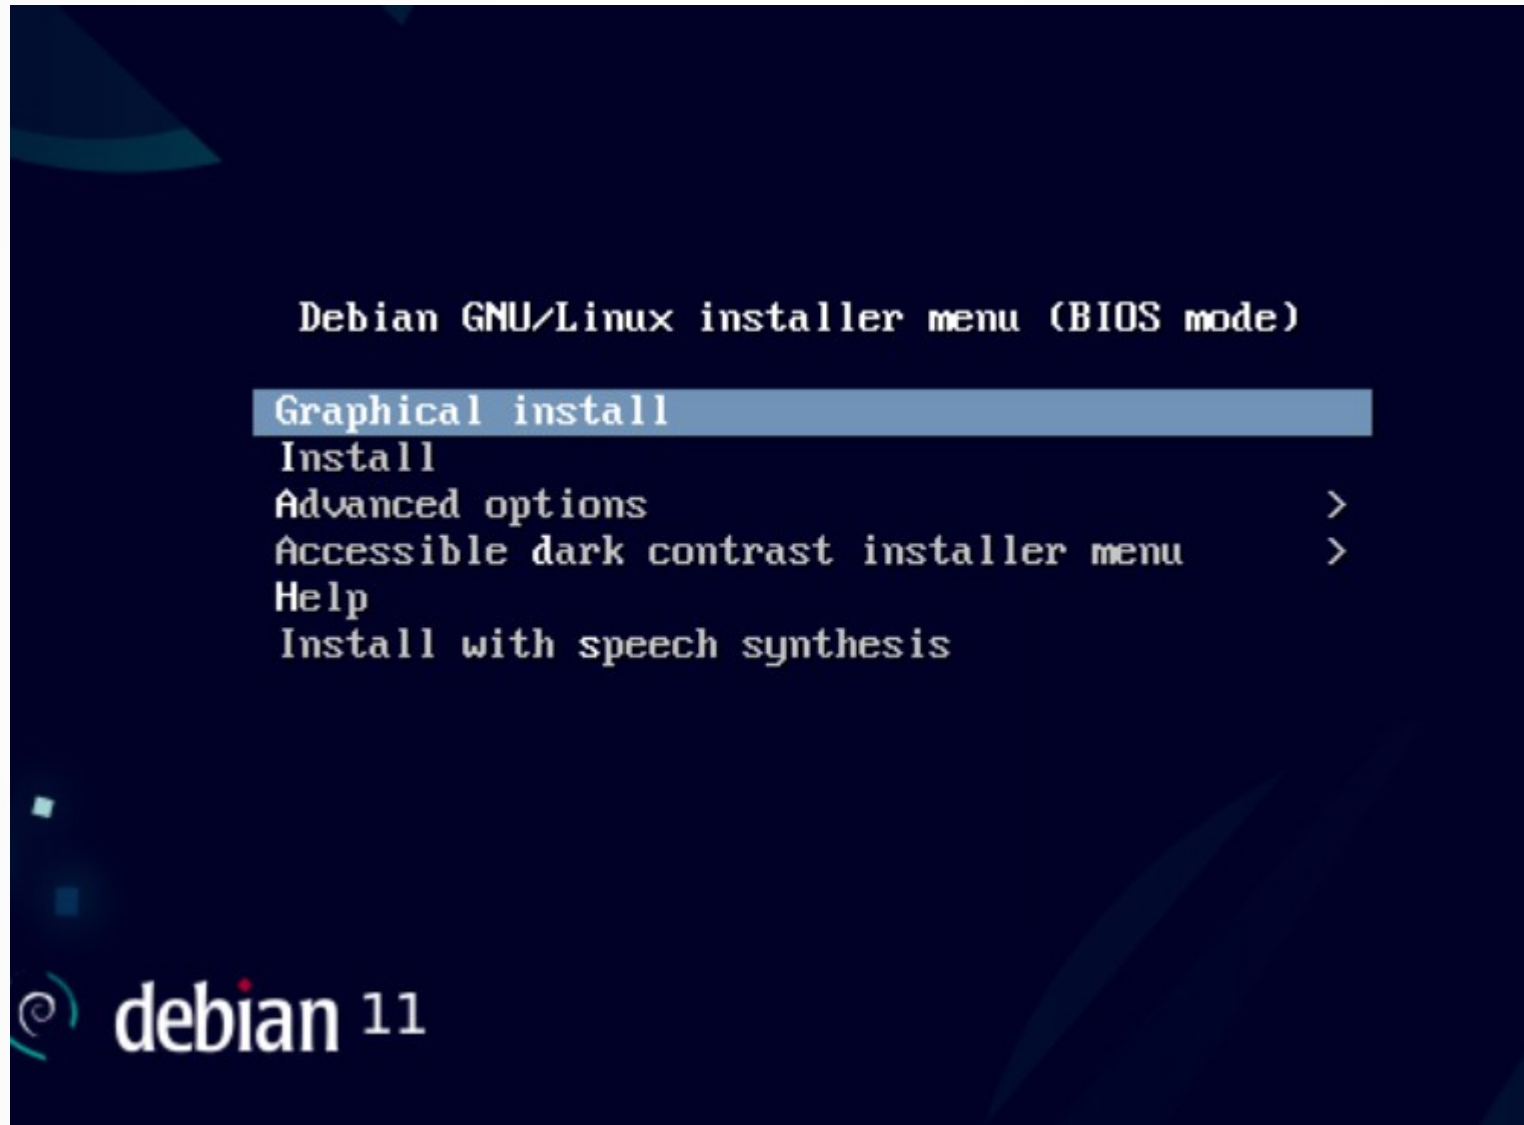 Debian GNU/Linux installer menu (BIOS mode)
Graphical install
Install
Advanced options >
Accessible dark contrast installer menu >
Help
Install with speech synthesis
debian 11